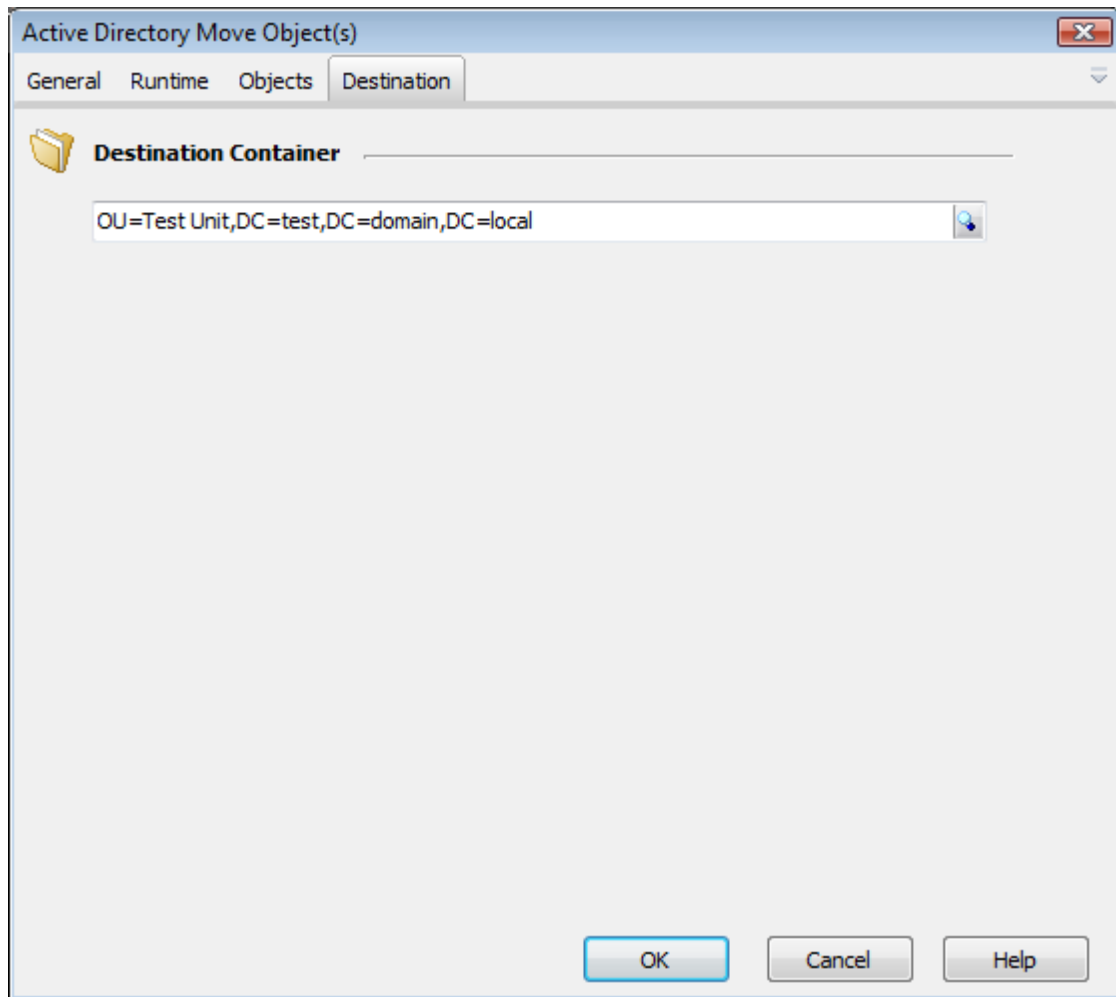 Active Directory Move Object(s)
General Runtime Objects Destination
Destination Container
OU=Test Unit,DC=test,DC=domain,DC=local
OK Cancel Help